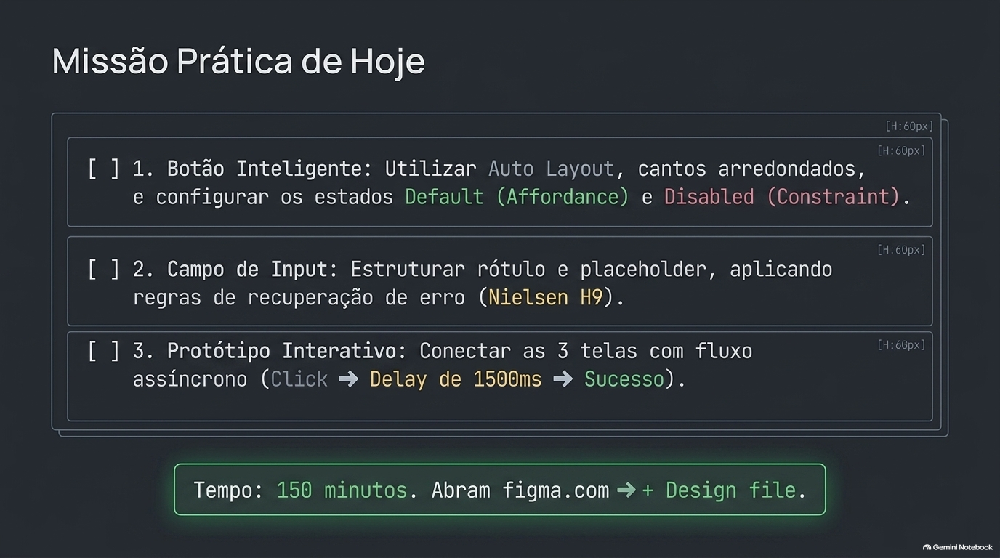 Missão Prática de Hoje
[H:60px]
[H:60px]
[ ] 1. Botão Inteligente: Utilizar Auto Layout, cantos arredondados,
e configurar os estados Default (Affordance) e Disabled (Constraint).
[H:60px]
[ ] 2. Campo de Input: Estruturar rótulo e placeholder, aplicando
regras de recuperação de erro (Nielsen H9).
[H:6Gpx]
[ ] 3. Protótipo Interativo: Conectar as 3 telas com fluxo
assíncrono (Click → Delay de 1500ms → Sucesso).
Tempo: 150 minutos. Abram figma.com → + Design file.
Gemini Notebook